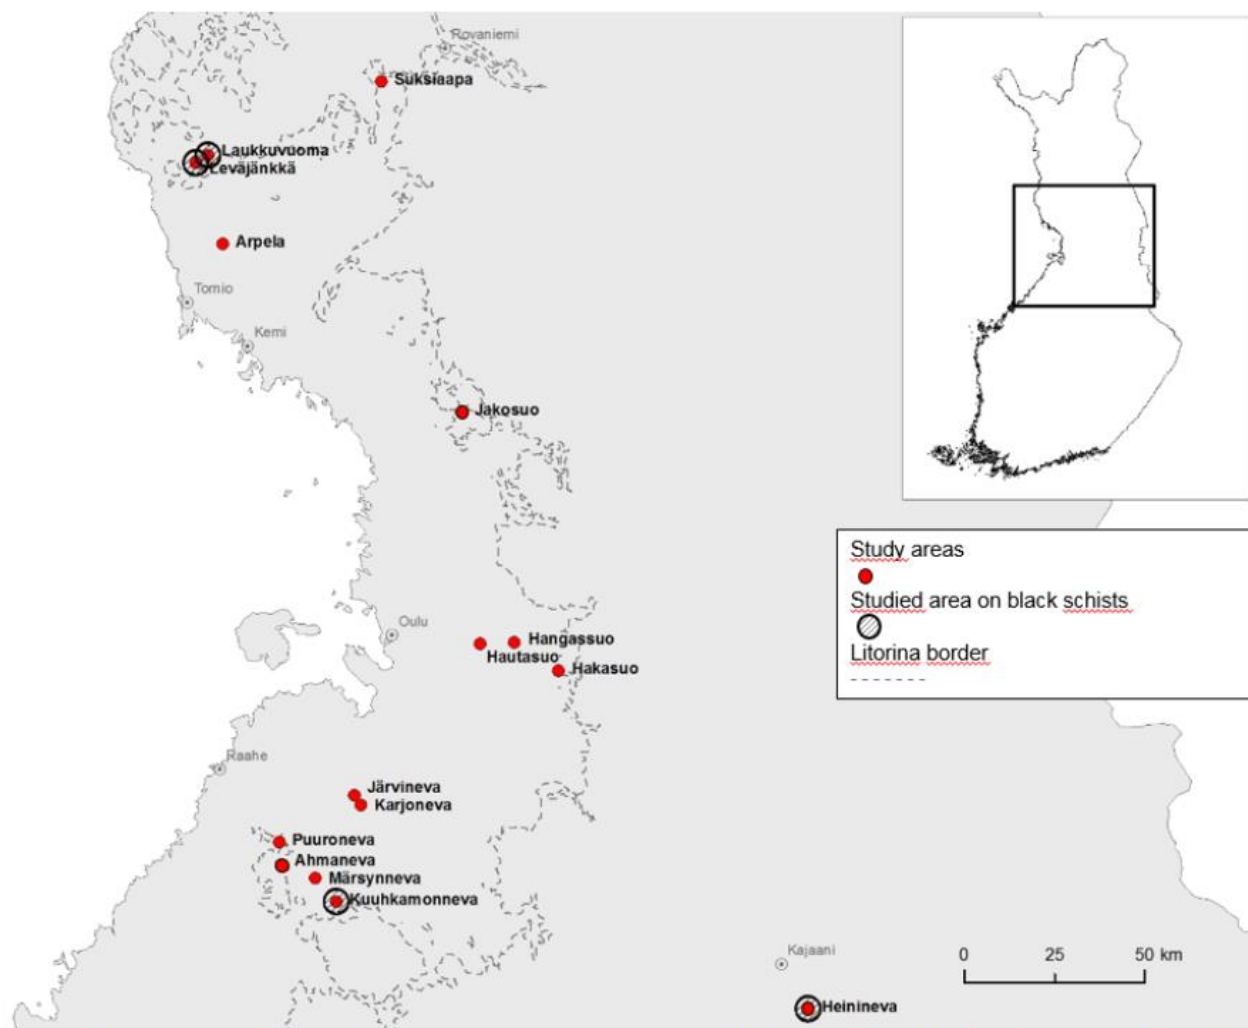 Rovaniemi
Suksiaapa
Laukkuvuoma
Leväjänkkä
Arpela
Tornio
Kemi
Jakosuo
Study areas
Studied area on black schists
Litorina border
Oulu
Hangassuo
Hautasuo
Hakasuo
Raahe
Järvineva
Karjoneva
Puuroneva
Ahmaneva
Märsynneva
Kuuhkamonneva
Kajaani
0 25 50 km
Heinineva